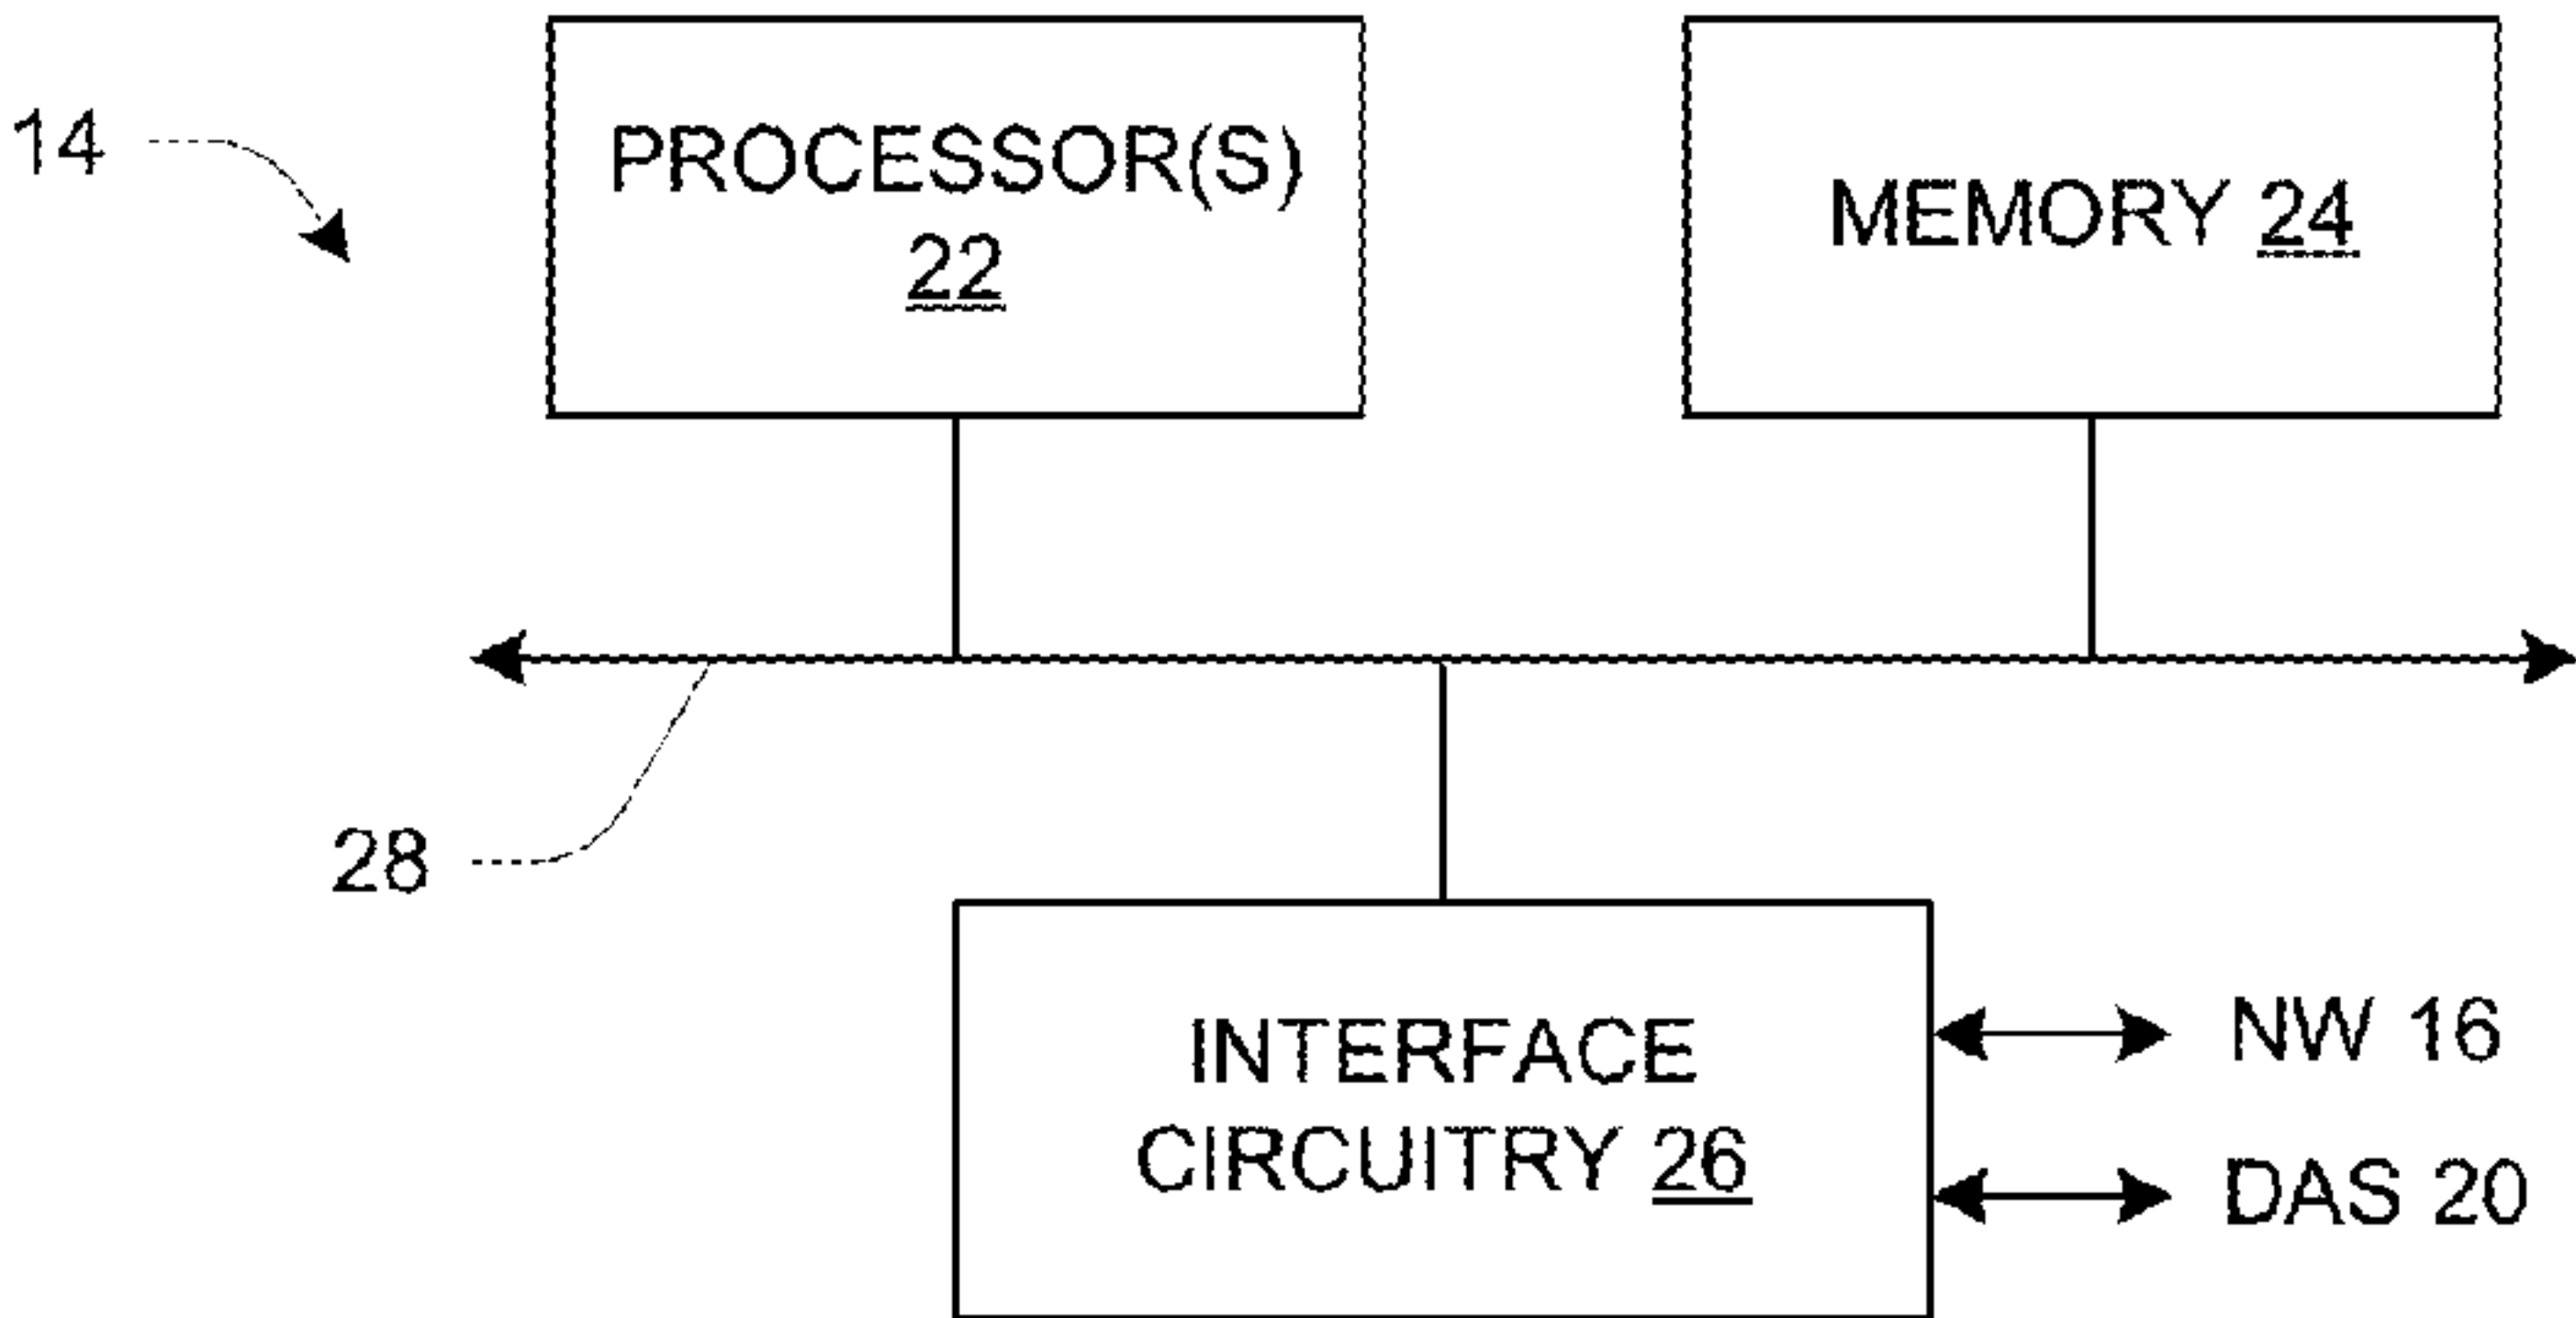 14
PROCESSOR(S)
22
MEMORY 24
28
INTERFACE
CIRCUITRY 26
NW 16
DAS 20